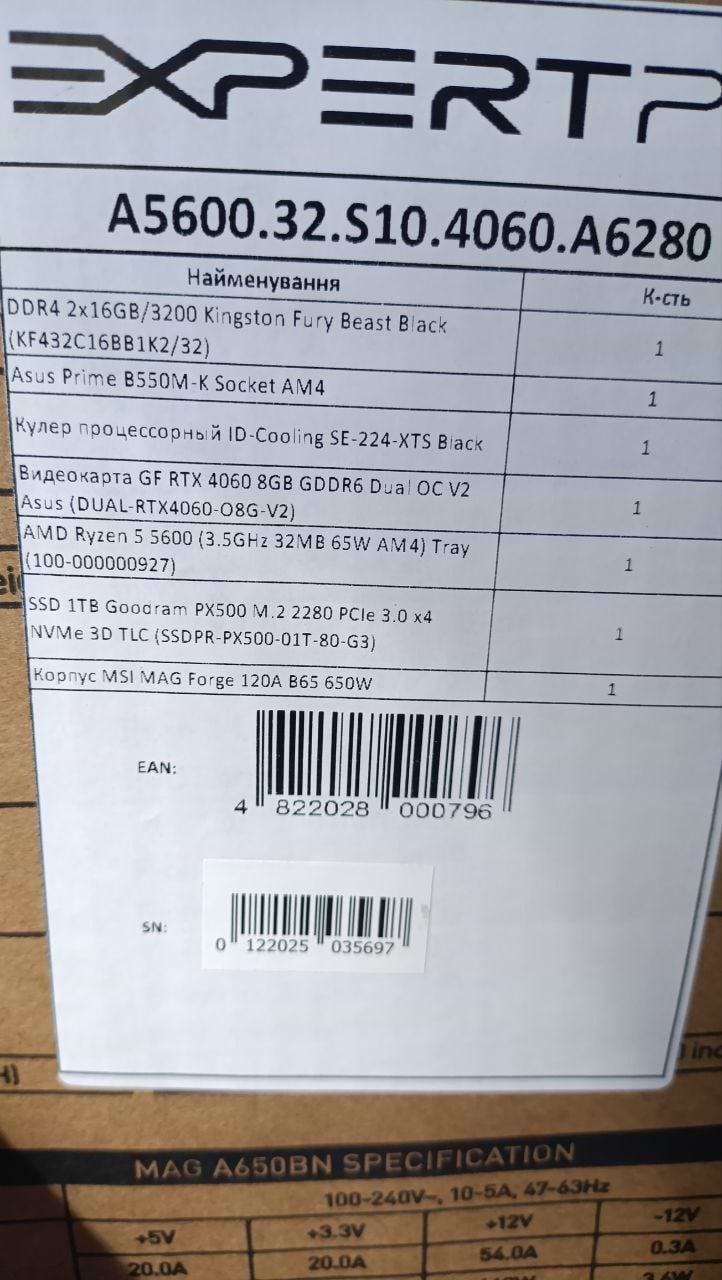 EXPERTP
A5600.32.S10.4060.A6280
Найменування
К-сть
DDR4 2x16GB/3200 Kingston Fury Beast Black
(KF432C16BB1K2/32)
1
Asus Prime B550M-K Socket AM4
1
Кулер процессорный ID-Cooling SE-224-XTS Black
1
Видеокарта GF RTX 4060 8GB GDDR6 Dual OC V2
Asus (DUAL-RTX4060-O8G-V2)
1
AMD Ryzen 5 5600 (3.5GHz 32MB 65W AM4) Tray
(100-000000927)
1
SSD 1TB Goodram PX500 M.2 2280 PCIe 3.0 x4
NVMe 3D TLC (SSDPR-PX500-01T-80-G3)
1
Корпус MSI MAG Forge 120A B65 650W
1
EAN:
4 822028 000796
SN:
0 122025 035697
MAG A650BN SPECIFICATION
100-240V~, 10-5A, 47-63Hz
+5V +3.3V +12V -12V
20.0A 20.0A 54.0A 0.3A